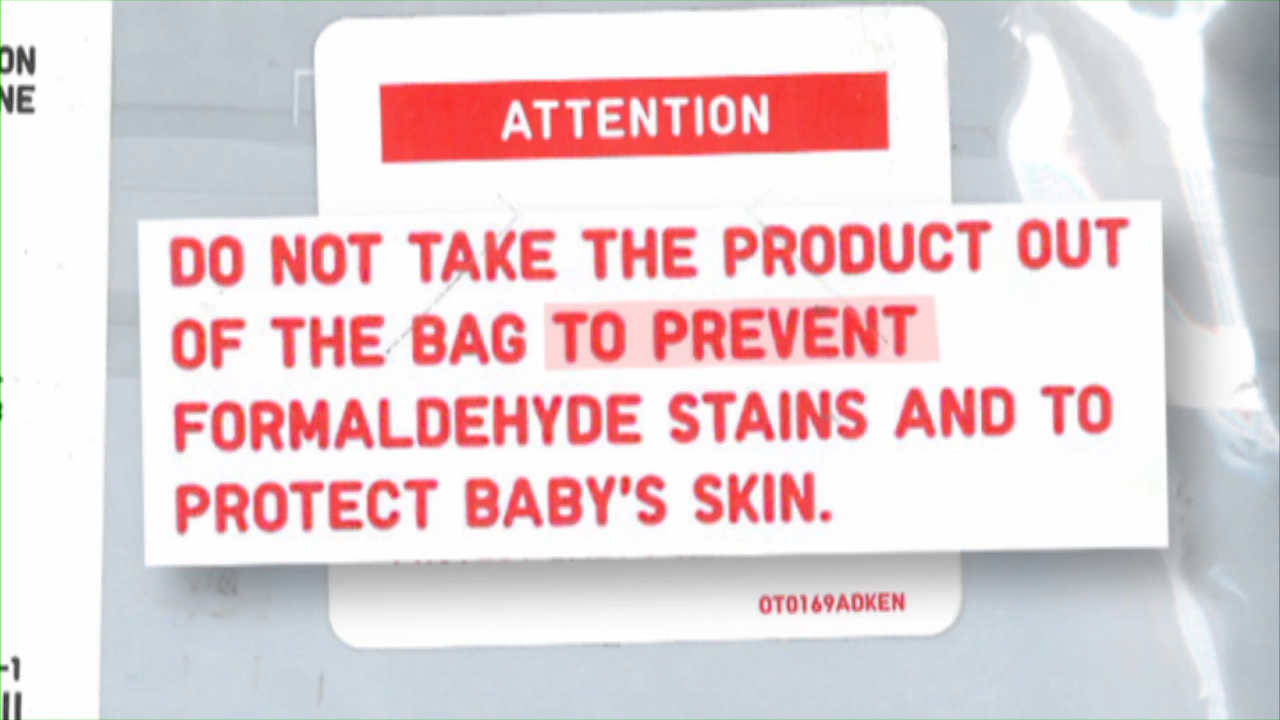 ON
NE
ATTENTION
DO NOT TAKE THE PRODUCT OUT
OF THE BAG TO PREVENT
FORMALDEHYDE STAINS AND TO
PROTECT BABY'S SKIN.
OT0169ADKEN
-1